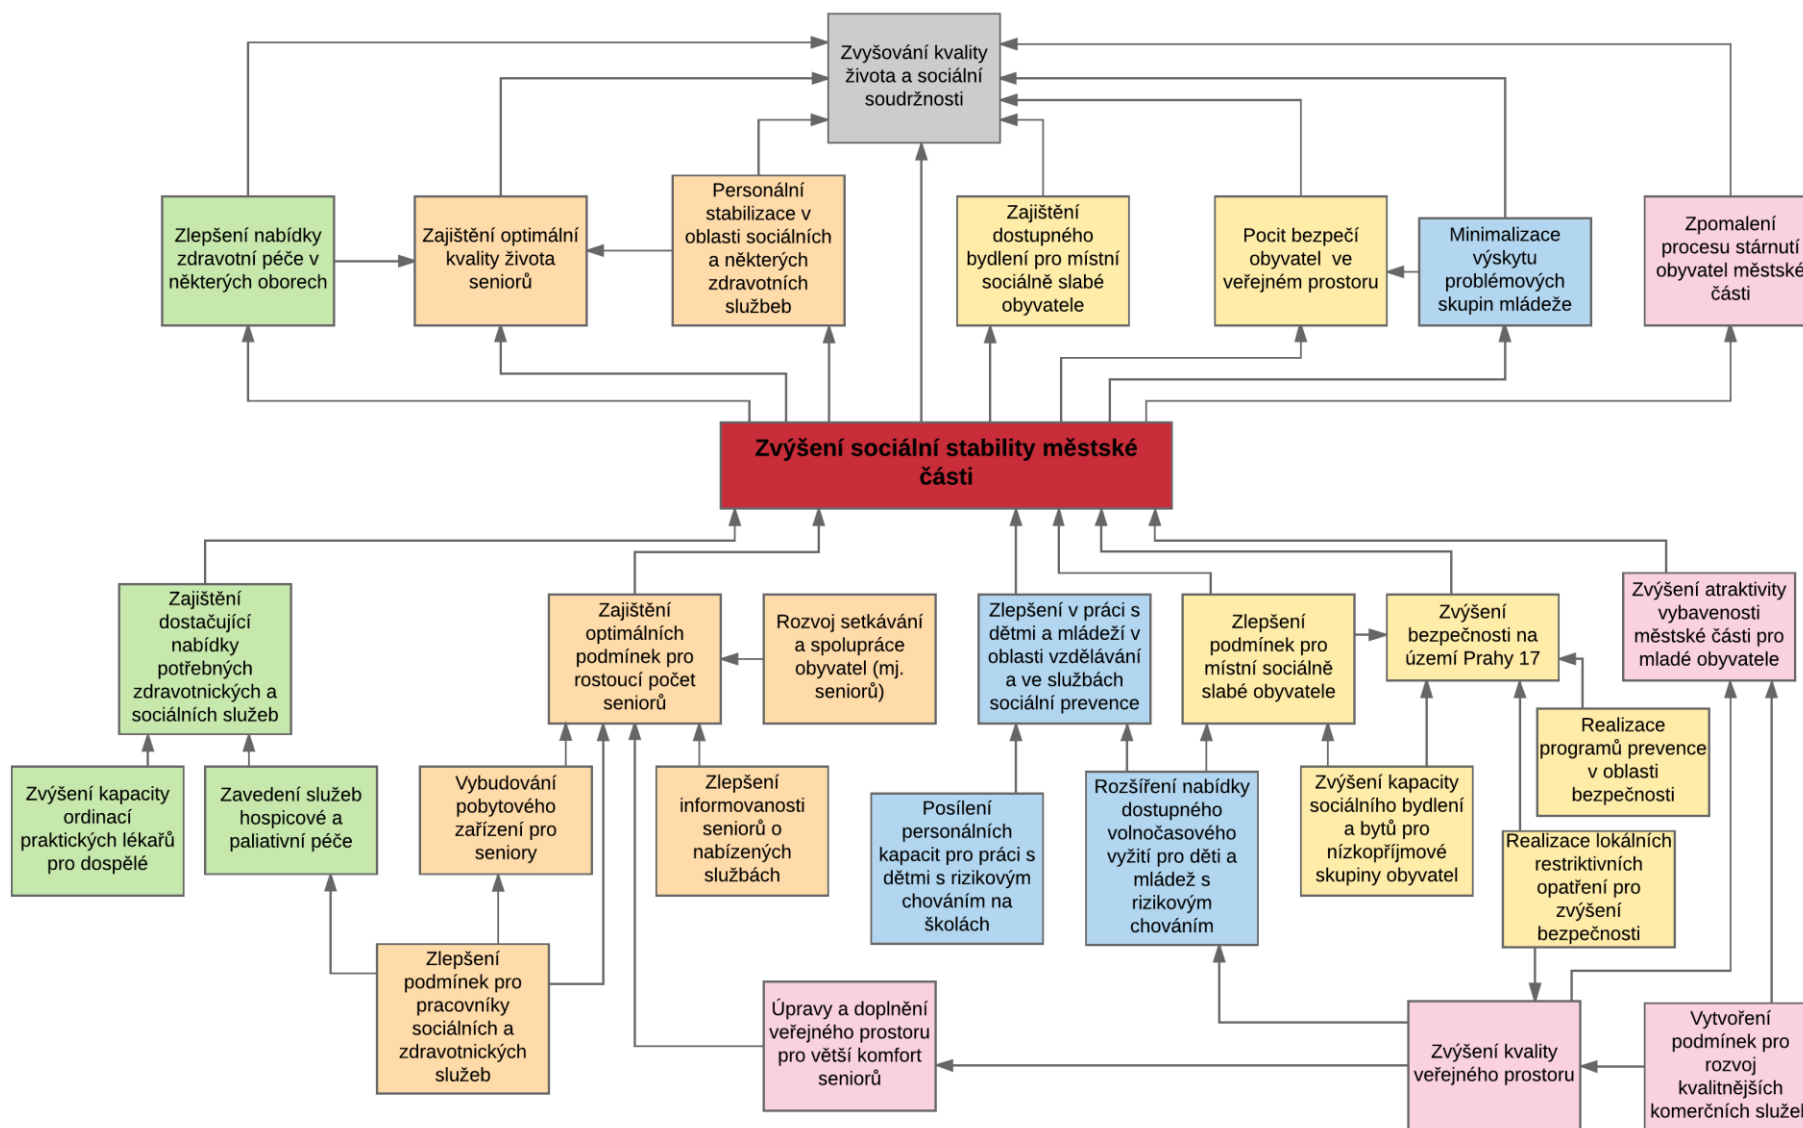 Zvyšování kvality
života a sociální
soudržnosti
Zlepšení nabídky
zdravotní péče v
některých oborech
Zajištění optimální
kvality života
seniorů
Personální
stabilizace v
oblasti sociálních
a některých
zdravotních
služeb
Zajištění
dostupného
bydlení pro místní
sociálně slabé
obyvatele
Pocit bezpečí
obyvatel ve
veřejném prostoru
Minimalizace
výskytu
problémových
skupin mládeže
Zpomalení
procesu stárnutí
obyvatel městské
části
Zvýšení sociální stability městské
části
Zajištění
dostačující
nabídky
potřebných
zdravotnických a
sociálních služeb
Zajištění
optimálních
podmínek pro
rostoucí počet
seniorů
Rozvoj setkávání
a spolupráce
obyvatel (mj.
seniorů)
Zlepšení v práci s
dětmi a mládeží v
oblasti vzdělávání
a ve službách
sociální prevence
Zlepšení
podmínek pro
místní sociálně
slabé obyvatele
Zvýšení
bezpečnosti na
území Prahy 17
Zvýšení atraktivity
vybavenosti
městské části pro
mladé obyvatele
Zvýšení kapacity
ordinací
praktických lékařů
pro dospělé
Zavedení služeb
hospicové a
paliativní péče
Vybudování
pobytového
zařízení pro
seniory
Zlepšení
informovanosti
seniorů o
nabízených
službách
Posílení
personálních
kapacit pro práci s
dětmi s rizikovým
chováním na
školách
Rozšíření nabídky
dostupného
volnočasového
vyžití pro děti a
mládež s
rizikovým
chováním
Zvýšení kapacity
sociálního bydlení
a bytů pro
nízkopříjmové
skupiny obyvatel
Realizace
programů prevence
v oblasti
bezpečnosti
Realizace lokálních
restriktivních
opatření pro
zvýšení
bezpečnosti
Zlepšení
podmínek pro
pracovníky
sociálních a
zdravotnických
služeb
Úpravy a doplnění
veřejného prostoru
pro větší komfort
seniorů
Zvýšení kvality
veřejného prostoru
Vytvoření
podmínek pro
rozvoj
kvalitnějších
komerčních služeb